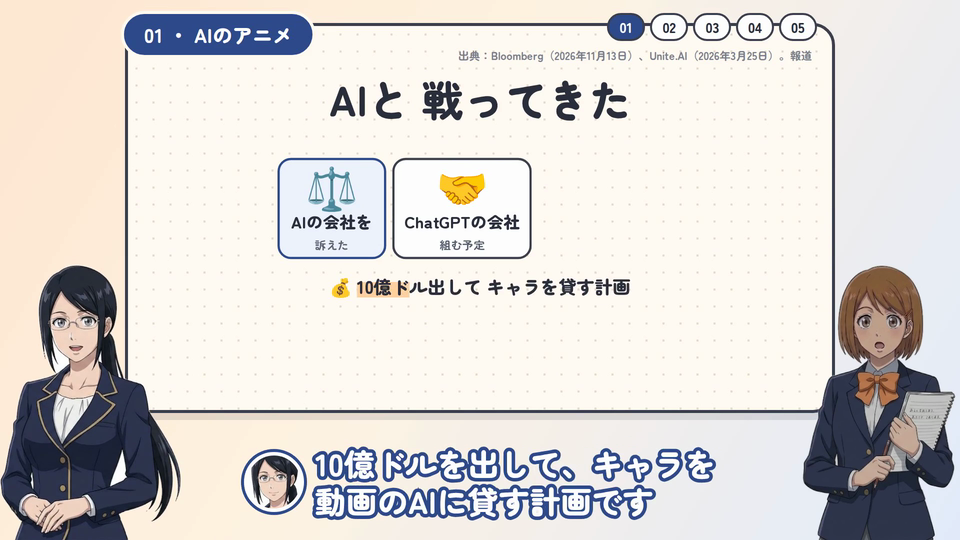 01 ・ AIのアニメ
01 02 03 04 05
出典：Bloomberg（2026年11月13日）、Unite.AI（2026年3月25日）。報道
AIと 戦ってきた
AIの会社を
訴えた
ChatGPTの会社
組む予定
💰 10億ドル出して キャラを貸す計画
10億ドルを出して、キャラを
動画のAIに貸す計画です